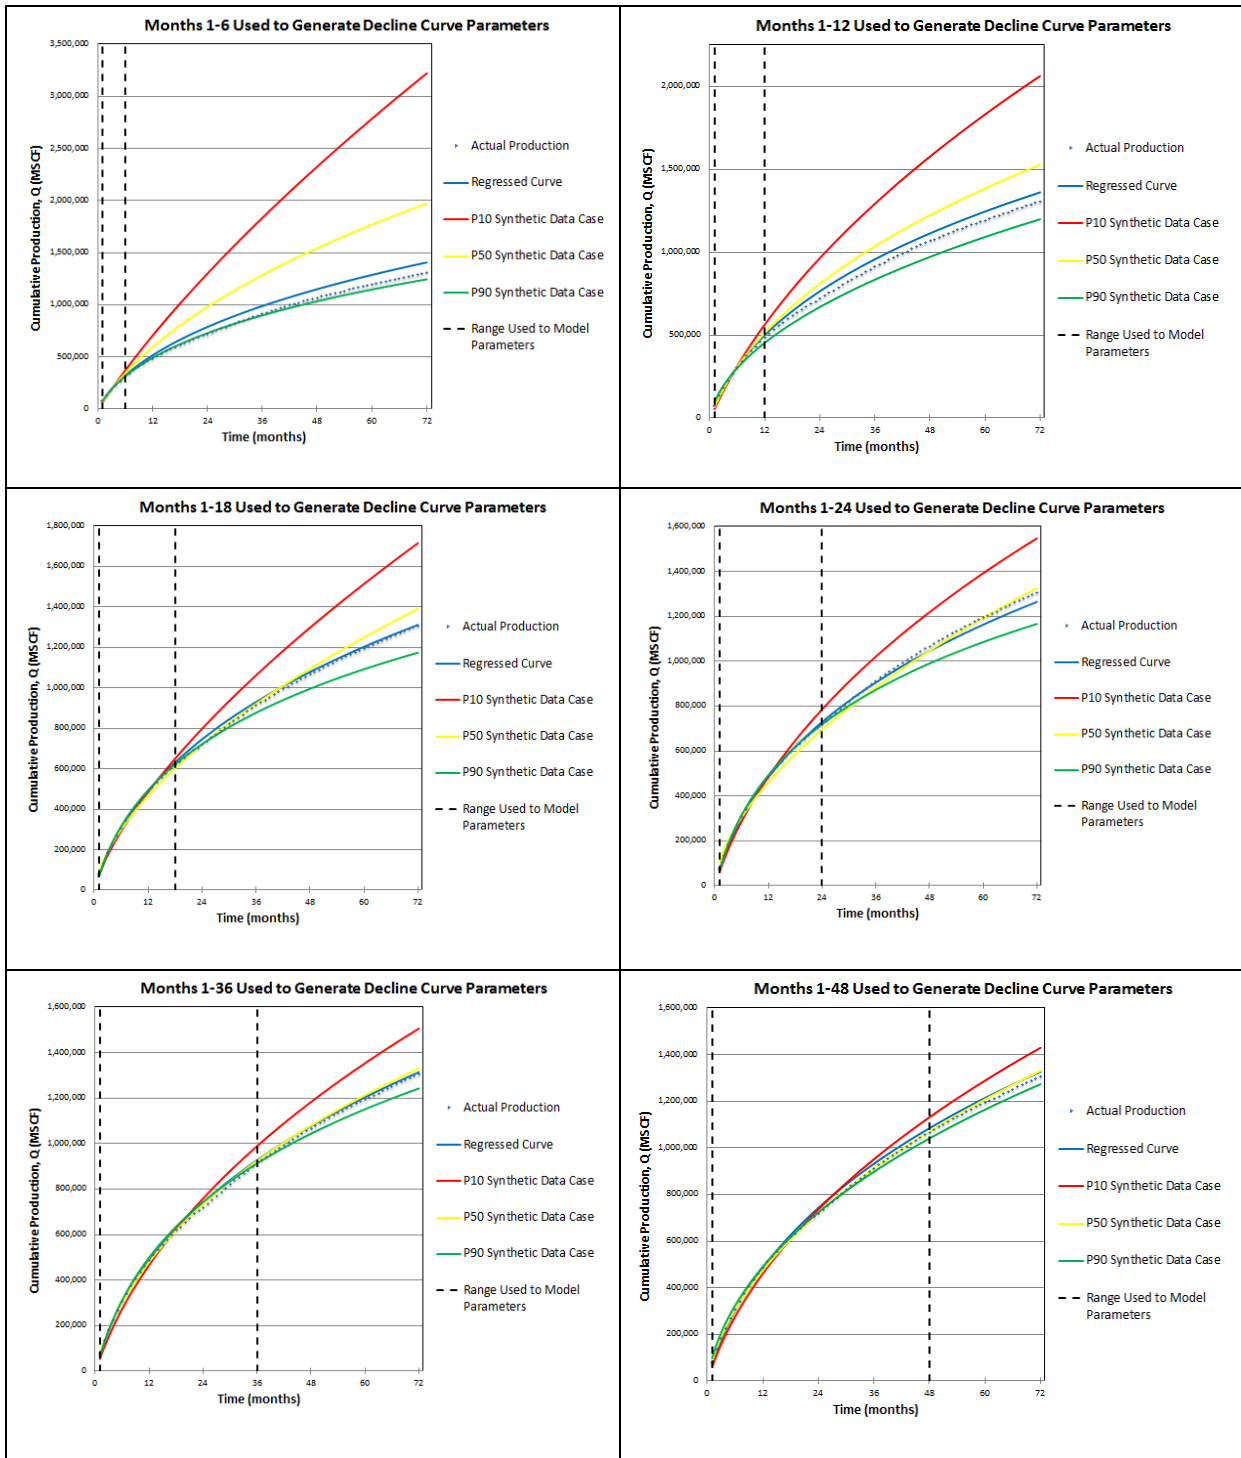 Months 1-6 Used to Generate Decline Curve Parameters
3,500,000
3,000,000
2,500,000
2,000,000
1,500,000
1,000,000
500,000
0
Cumulative Production, Q (MSCF)
0 12 24 36 48 60 72
Time (months)
Actual Production
Regressed Curve
P10 Synthetic Data Case
P50 Synthetic Data Case
P90 Synthetic Data Case
Range Used to Model
Parameters
Months 1-12 Used to Generate Decline Curve Parameters
2,000,000
1,500,000
1,000,000
500,000
0
Cumulative Production, Q (MSCF)
0 12 24 36 48 60 72
Time (months)
Actual Production
Regressed Curve
P10 Synthetic Data Case
P50 Synthetic Data Case
P90 Synthetic Data Case
Range Used to Model
Parameters
Months 1-18 Used to Generate Decline Curve Parameters
1,800,000
1,600,000
1,400,000
1,200,000
1,000,000
800,000
600,000
400,000
200,000
0
Cumulative Production, Q (MSCF)
0 12 24 36 48 60 72
Time (months)
Actual Production
Regressed Curve
P10 Synthetic Data Case
P50 Synthetic Data Case
P90 Synthetic Data Case
Range Used to Model
Parameters
Months 1-24 Used to Generate Decline Curve Parameters
1,600,000
1,400,000
1,200,000
1,000,000
800,000
600,000
400,000
200,000
0
Cumulative Production, Q (MSCF)
0 12 24 36 48 60 72
Time (months)
Actual Production
Regressed Curve
P10 Synthetic Data Case
P50 Synthetic Data Case
P90 Synthetic Data Case
Range Used to Model
Parameters
Months 1-36 Used to Generate Decline Curve Parameters
1,600,000
1,400,000
1,200,000
1,000,000
800,000
600,000
400,000
200,000
0
Cumulative Production, Q (MSCF)
0 12 24 36 48 60 72
Time (months)
Actual Production
Regressed Curve
P10 Synthetic Data Case
P50 Synthetic Data Case
P90 Synthetic Data Case
Range Used to Model
Parameters
Months 1-48 Used to Generate Decline Curve Parameters
1,600,000
1,400,000
1,200,000
1,000,000
800,000
600,000
400,000
200,000
0
Cumulative Production, Q (MSCF)
0 12 24 36 48 60 72
Time (months)
Actual Production
Regressed Curve
P10 Synthetic Data Case
P50 Synthetic Data Case
P90 Synthetic Data Case
Range Used to Model
Parameters